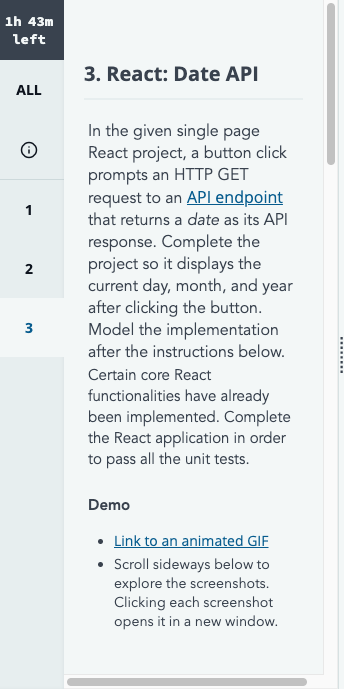 1h 43m
left
ALL
1
2
3
3. React: Date API
In the given single page
React project, a button click
prompts an HTTP GET
request to an API endpoint
that returns a date as its API
response. Complete the
project so it displays the
current day, month, and year
after clicking the button.
Model the implementation
after the instructions below.
Certain core React
functionalities have already
been implemented. Complete
the React application in order
to pass all the unit tests.
Demo
• Link to an animated GIF
• Scroll sideways below to
explore the screenshots.
Clicking each screenshot
opens it in a new window.